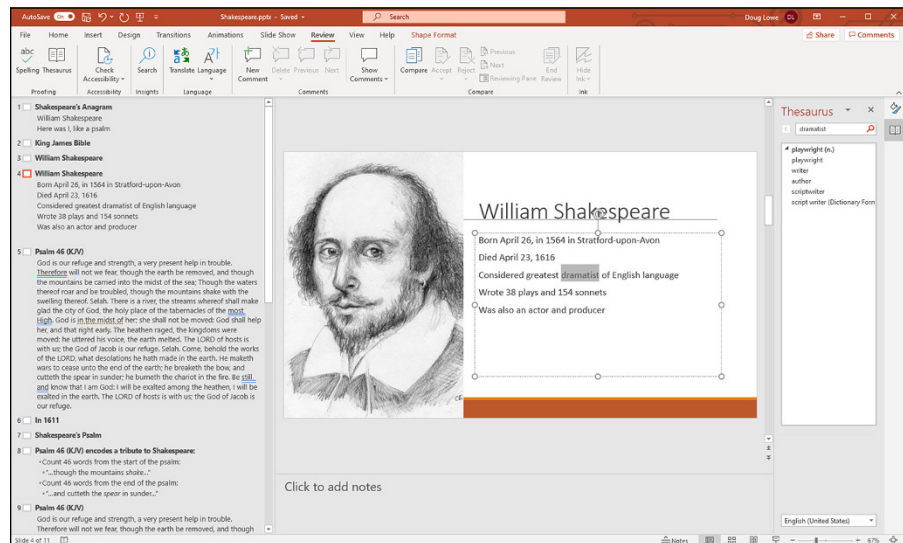 AutoSave On
Shakespeare.pptx - Saved
Search
Doug Lowe DL
File Home Insert Design Transitions Animations Slide Show Review View Help Shape Format
Share Comments
abc
Spelling Thesaurus
Check Accessibility
Search
Translate Language
New Comment
Delete Previous Next
Show Comments
Compare Accept Reject
Previous
Next
Reviewing Pane
End Review
Hide Ink
Proofing Accessibility Insights Language Comments Compare Ink
1 Shakespeare's Anagram
William Shakespeare
Here was I, like a psalm
2 King James Bible
3 William Shakespeare
4 William Shakespeare
Born April 26, in 1564 in Stratford-upon-Avon
Died April 23, 1616
Considered greatest dramatist of English language
Wrote 38 plays and 154 sonnets
Was also an actor and producer
5 Psalm 46 (KJV)
God is our refuge and strength, a very present help in trouble.
Therefore will not we fear, though the earth be removed, and though
the mountains be carried into the midst of the sea; Though the waters
thereof roar and be troubled, though the mountains shake with the
swelling thereof. Selah. There is a river, the streams whereof shall make
glad the city of God, the holy place of the tabernacles of the most
High. God is in the midst of her; she shall not be moved: God shall help
her, and that right early. The heathen raged, the kingdoms were
moved: he uttered his voice, the earth melted. The LORD of hosts is
with us; the God of Jacob is our refuge. Selah. Come, behold the works
of the LORD, what desolations he hath made in the earth. He maketh
wars to cease unto the end of the earth; he breaketh the bow, and
cutteth the spear in sunder; he burneth the chariot in the fire. Be still,
and know that I am God: I will be exalted among the heathen, I will be
exalted in the earth. The LORD of hosts is with us; the God of Jacob is
our refuge.
6 In 1611
7 Shakespeare's Psalm
8 Psalm 46 (KJV) encodes a tribute to Shakespeare:
•Count 46 words from the start of the psalm:
•"...though the mountains shake..."
•Count 46 words from the end of the psalm:
•"...and cutteth the spear in sunder..."
9 Psalm 46 (KJV)
God is our refuge and strength, a very present help in trouble.
Therefore will not we fear, though the earth be removed, and though
William Shakespeare
Born April 26, in 1564 in Stratford-upon-Avon
Died April 23, 1616
Considered greatest dramatist of English language
Wrote 38 plays and 154 sonnets
Was also an actor and producer
Click to add notes
Thesaurus
dramatist
playwright (n.)
playwright
writer
author
scriptwriter
script writer (Dictionary Form
English (United States)
Slide 4 of 11
Notes
67%